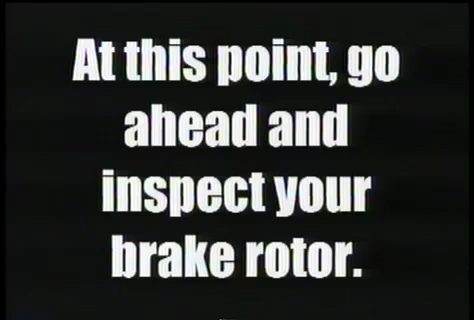 At this point, go
ahead and
inspect your
brake rotor.